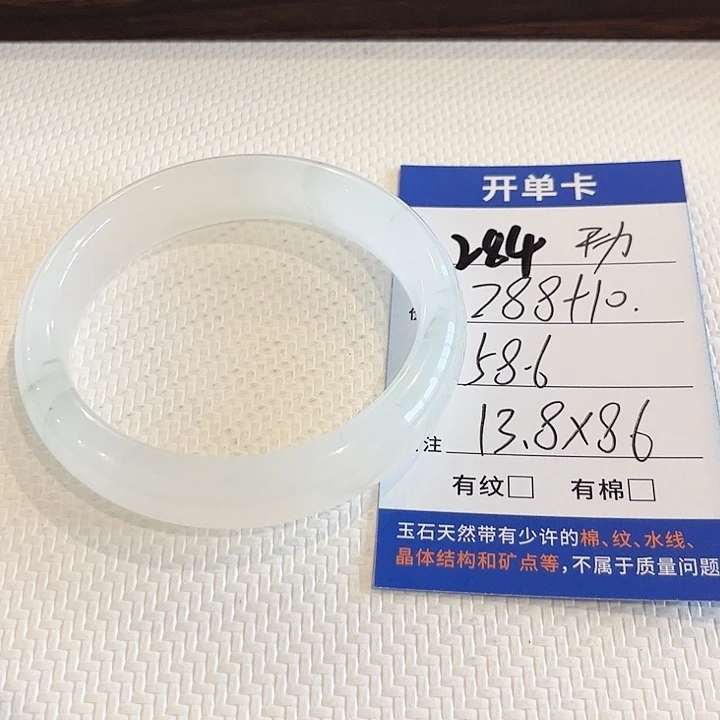 开单卡
284
288+10.
58.6
注 13.8×8.6
有纹□ 有棉□
玉石天然带有少许的棉、纹、水线、
晶体结构和矿点等，不属于质量问题